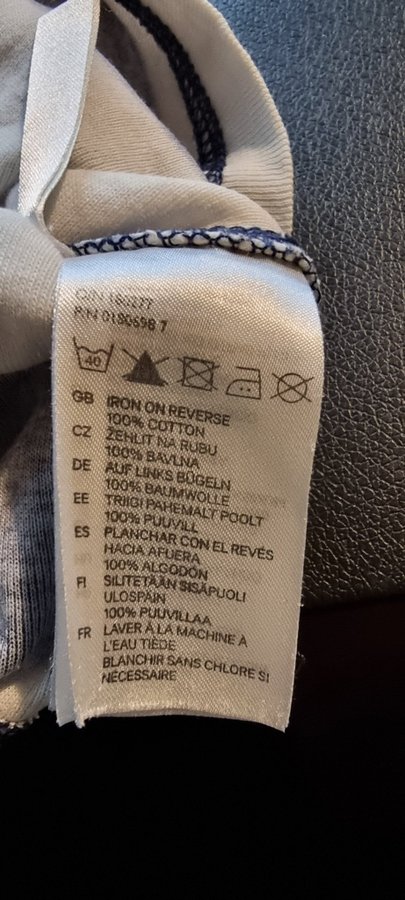 O/N 160277
P/N 0180698 7
40
GB IRON ON REVERSE
100% COTTON
CZ ŽEHLIT NA RUBU
100% BAVLNA
DE AUF LINKS BÜGELN
100% BAUMWOLLE
EE TRIIGI PAHEMALT POOLT
100% PUUVILL
ES PLANCHAR CON EL REVÉS
HACIA AFUERA
100% ALGODÓN
FI SILITETÄÄN SISÄPUOLI
ULOSPÄIN
100% PUUVILLAA
FR LAVER À LA MACHINE A
L'EAU TIÈDE
BLANCHIR SANS CHLORE SI
NÉCESSAIRE